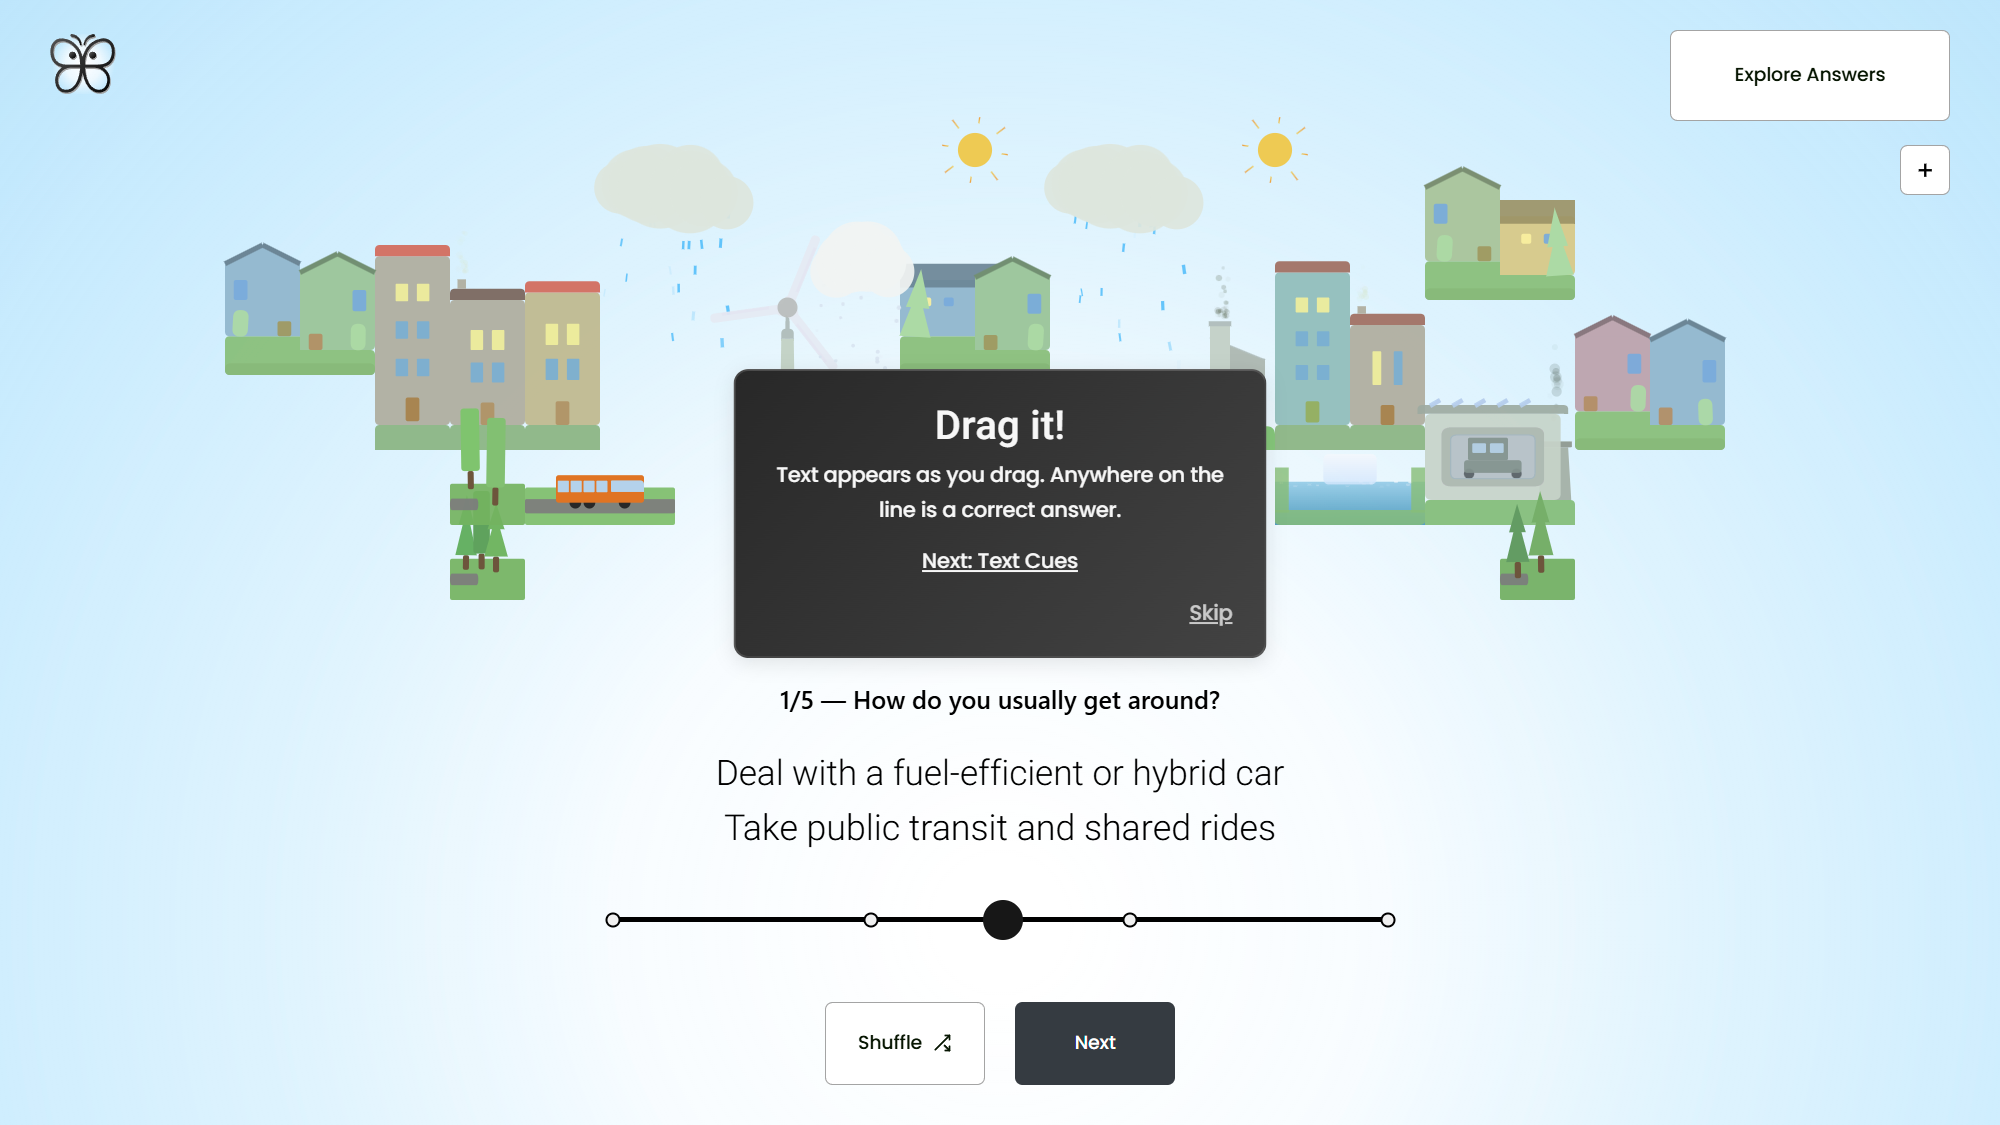 Explore Answers
+
Drag it!
Text appears as you drag. Anywhere on the
line is a correct answer.
Next: Text Cues
Skip
1/5 — How do you usually get around?
Deal with a fuel-efficient or hybrid car
Take public transit and shared rides
Shuffle
Next